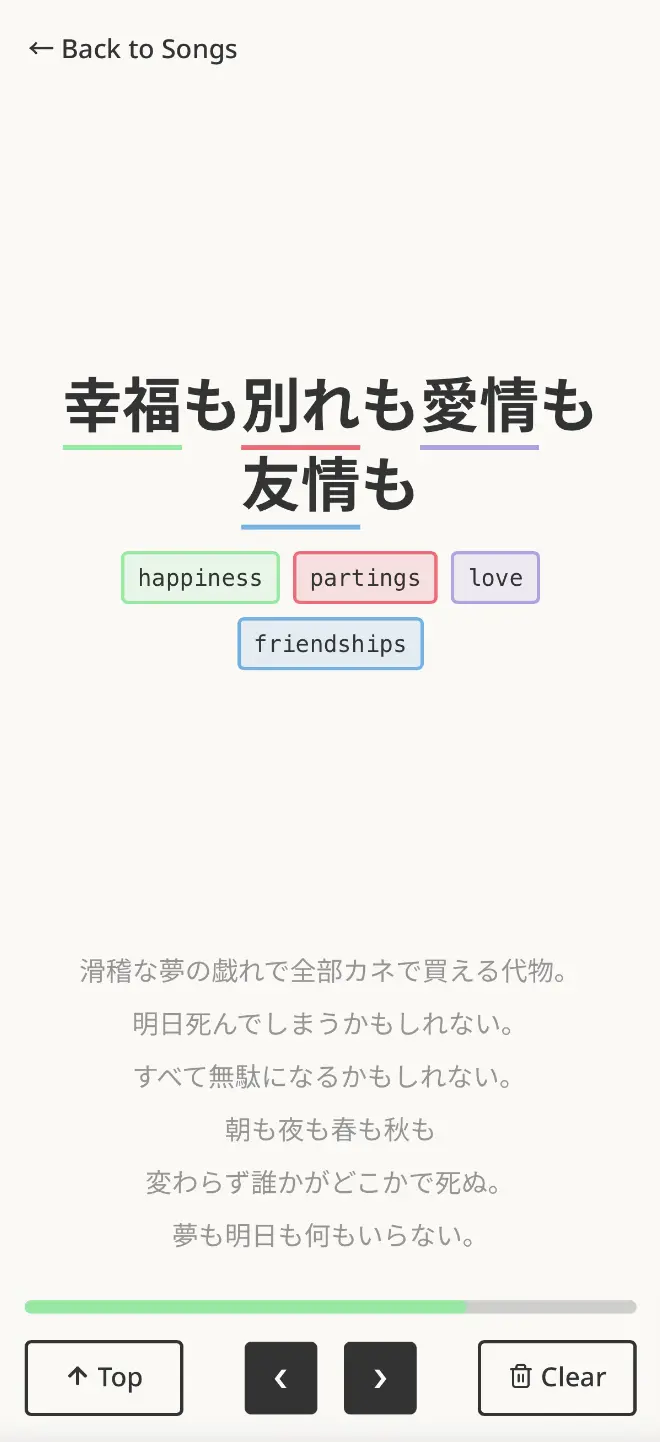 ← Back to Songs
幸福も別れも愛情も
友情も
happiness partings love
friendships
滑稽な夢の戯れで全部カネで買える代物。
明日死んでしまうかもしれない。
すべて無駄になるかもしれない。
朝も夜も春も秋も
変わらず誰かがどこかで死ぬ。
夢も明日も何もいらない。
↑ Top ‹ › Clear